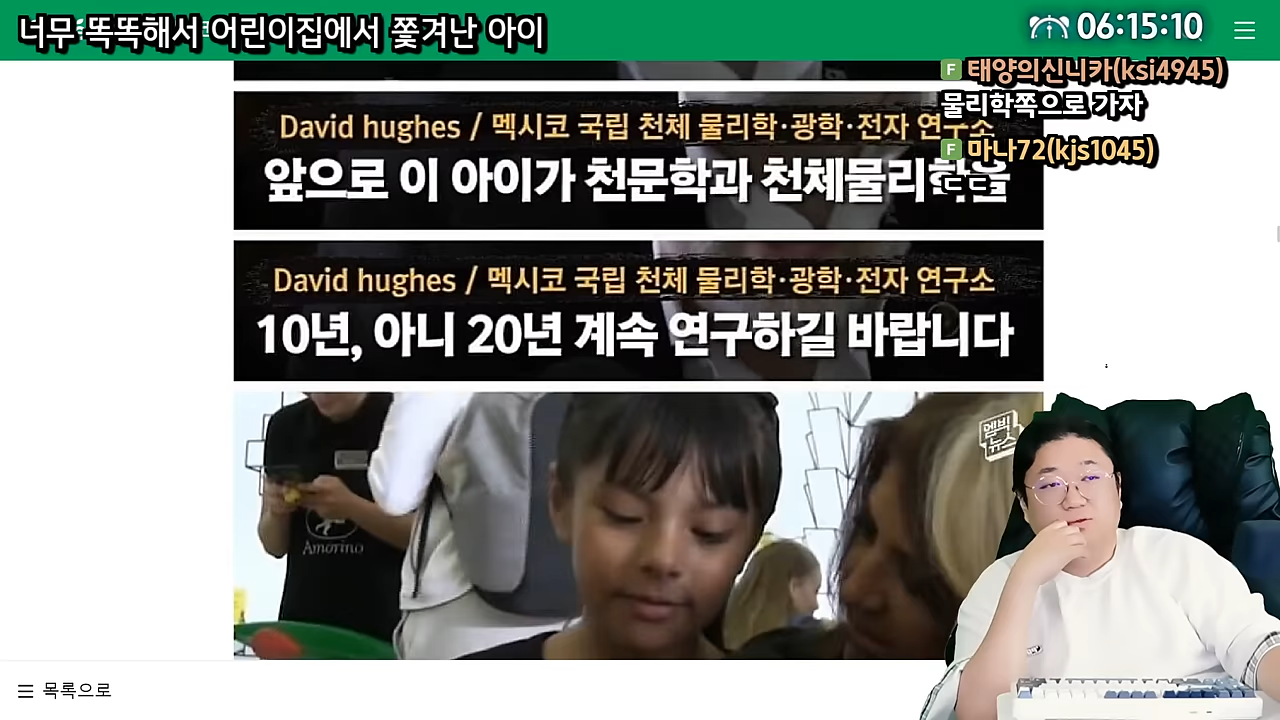 너무 똑똑해서 어린이집에서 쫓겨난 아이
06:15:10
F 태양의신니카(ksi4945)
물리학쪽으로 가자
F 마나72(kjs1045)
ㄷㄷ
David hughes / 멕시코 국립 천체 물리학·광학·전자 연구소
앞으로 이 아이가 천문학과 천체물리학을
David hughes / 멕시코 국립 천체 물리학·광학·전자 연구소
10년, 아니 20년 계속 연구하길 바랍니다
엠빅
뉴스
Amorino
목록으로